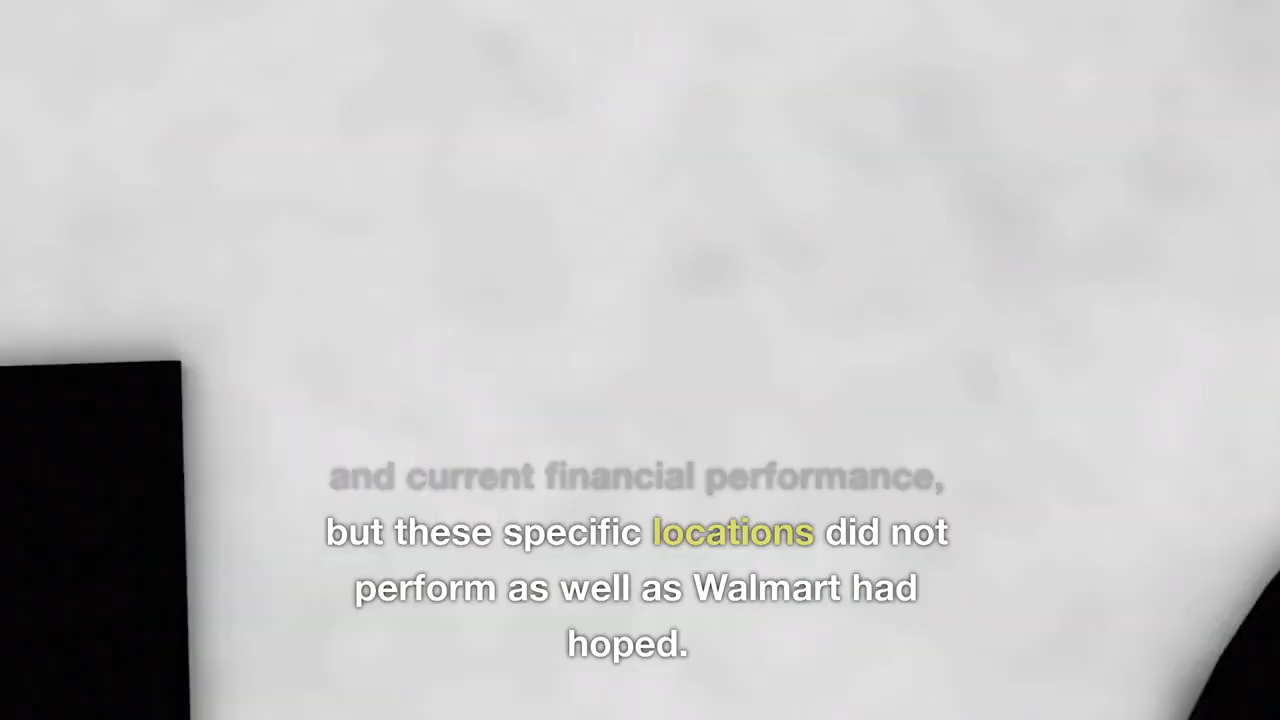 and current financial performance,
but these specific locations did not
perform as well as Walmart had
hoped.